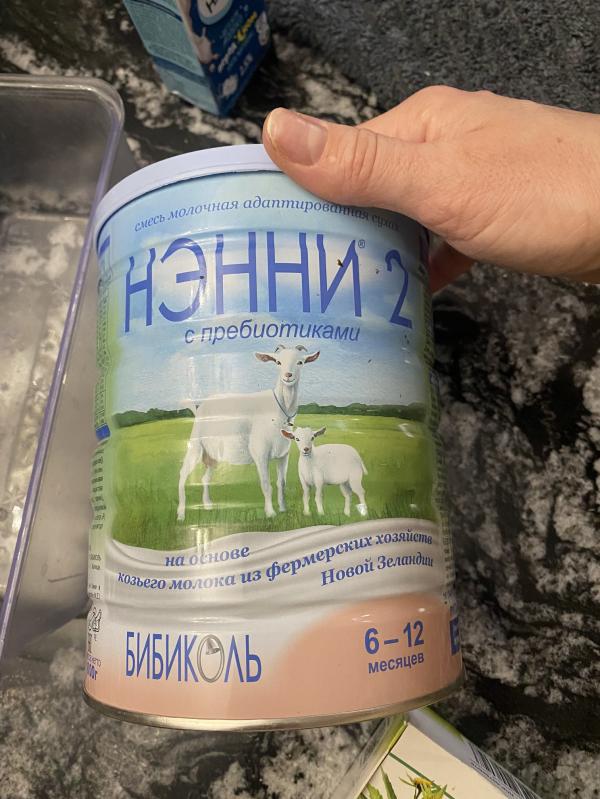 смесь молочная адаптированная сухая
НЭННИ® 2
с пребиотиками
на основе
козьего молока из фермерских хозяйств
Новой Зеландии
БИБИКОЛЬ
6–12
месяцев